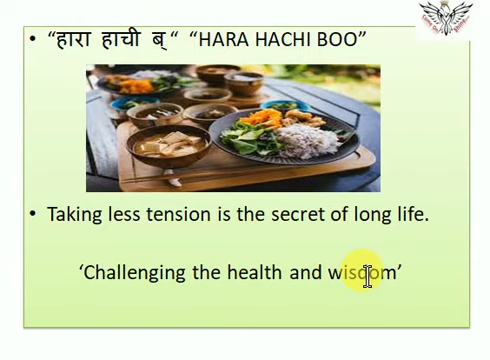 “हारा हाची ब् “ “HARA HACHI BOO”
Taking less tension is the secret of long life.
‘Challenging the health and wisdom’